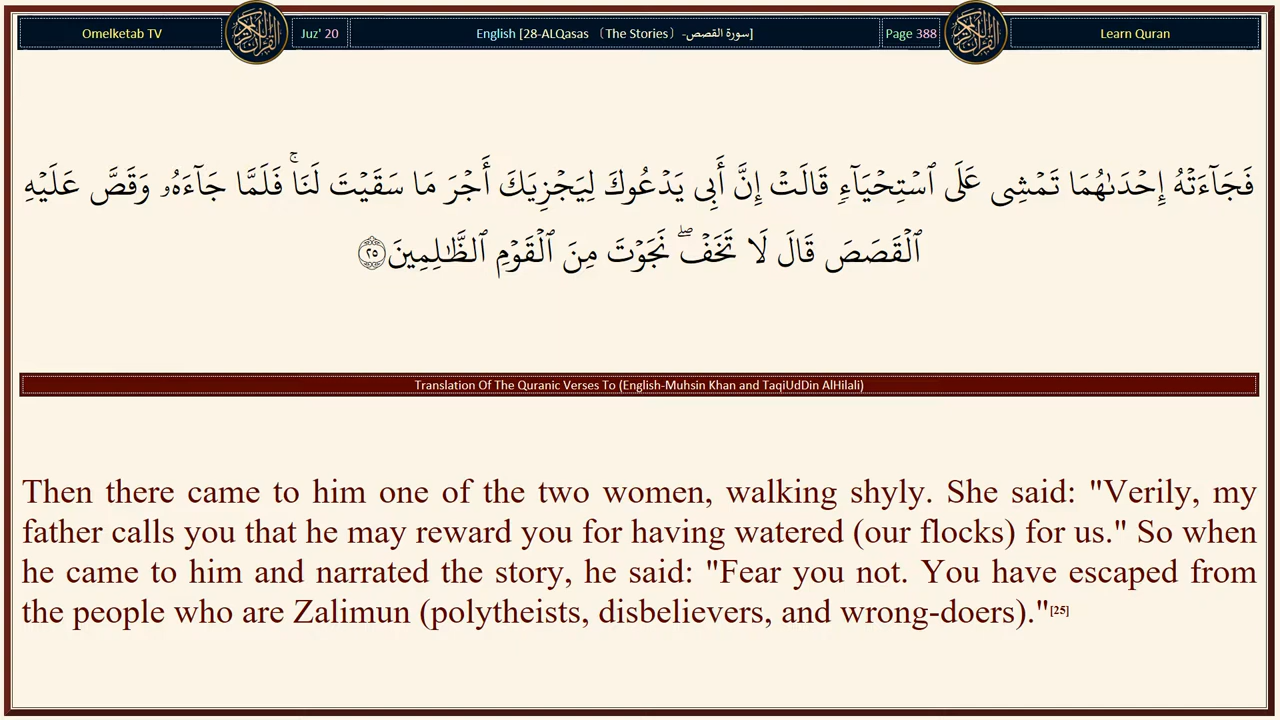 Omelketab TV
Juz' 20
English [28-ALQasas (The Stories) -سورة القصص]
Page 388
Learn Quran
فَجَآءَتْهُ إِحْدَىٰهُمَا تَمْشِى عَلَى ٱسْتِحْيَآءٍۢ قَالَتْ إِنَّ أَبِى يَدْعُوكَ لِيَجْزِيَكَ أَجْرَ مَا سَقَيْتَ لَنَا ۚ فَلَمَّا جَآءَهُۥ وَقَصَّ عَلَيْهِ
ٱلْقَصَصَ قَالَ لَا تَخَفْ ۖ نَجَوْتَ مِنَ ٱلْقَوْمِ ٱلظَّـٰلِمِينَ ٢٥
Translation Of The Quranic Verses To (English-Muhsin Khan and TaqiUdDin AlHilali)
Then there came to him one of the two women, walking shyly. She said: "Verily, my
father calls you that he may reward you for having watered (our flocks) for us." So when
he came to him and narrated the story, he said: "Fear you not. You have escaped from
the people who are Zalimun (polytheists, disbelievers, and wrong-doers)."[25]